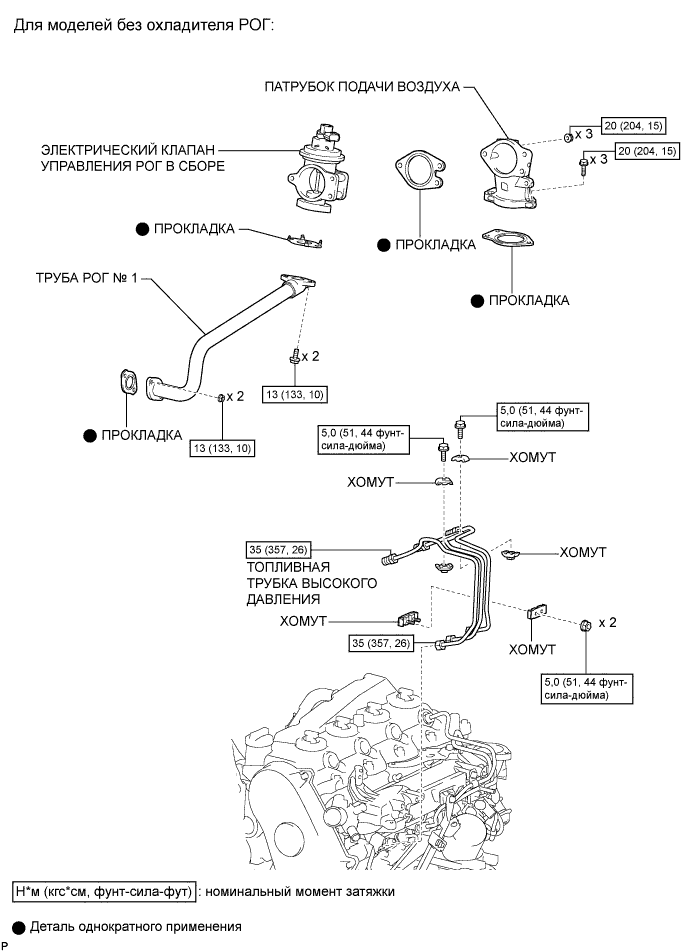 Для моделей без охладителя РОГ:
ПАТРУБОК ПОДАЧИ ВОЗДУХА
x 3
20 (204, 15)
x 3
20 (204, 15)
ЭЛЕКТРИЧЕСКИЙ КЛАПАН
УПРАВЛЕНИЯ РОГ В СБОРЕ
ПРОКЛАДКА
ПРОКЛАДКА
ПРОКЛАДКА
ТРУБА РОГ № 1
x 2
13 (133, 10)
x 2
ПРОКЛАДКА
13 (133, 10)
5,0 (51, 44 фунт-
сила-дюйма)
5,0 (51, 44 фунт-
сила-дюйма)
ХОМУТ
ХОМУТ
35 (357, 26)
ХОМУТ
ТОПЛИВНАЯ
ТРУБКА ВЫСОКОГО
ДАВЛЕНИЯ
ХОМУТ
x 2
35 (357, 26)
ХОМУТ
5,0 (51, 44 фунт-
сила-дюйма)
Н*м (кгс*см, фунт-сила-фут) : номинальный момент затяжки
Деталь однократного применения
P